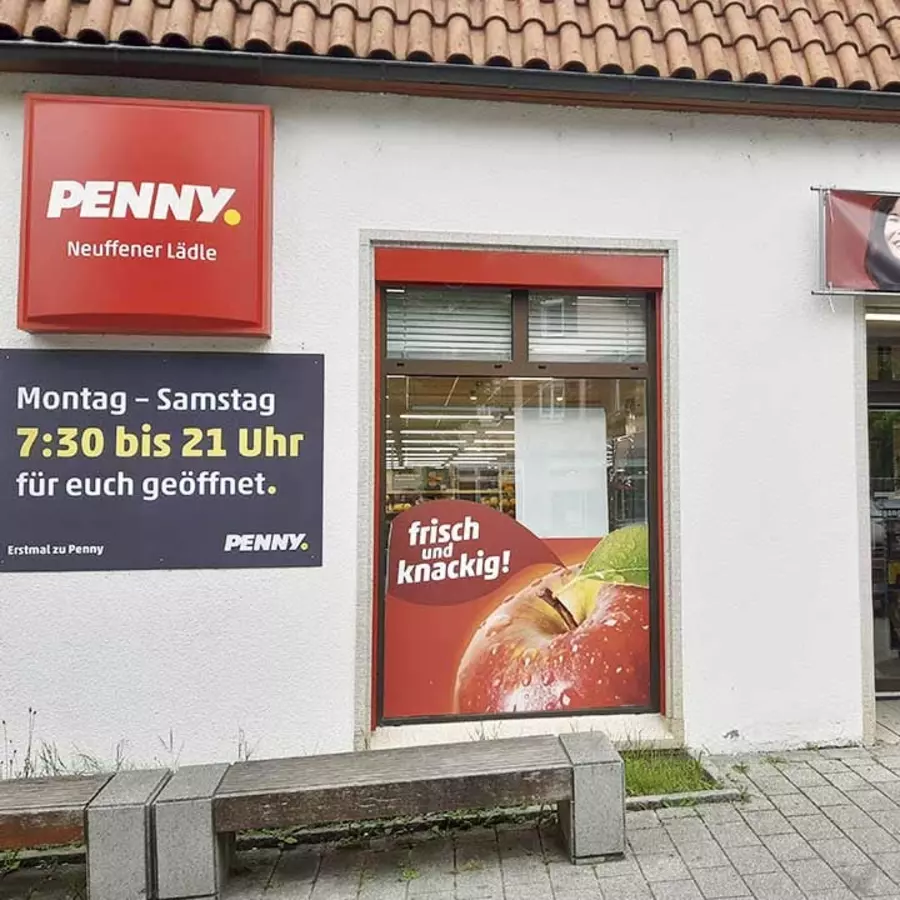 PENNY.
Neuffener Lädle
Montag – Samstag
7:30 bis 21 Uhr
für euch geöffnet.
Erstmal zu Penny
PENNY.
frisch
und
knackig!